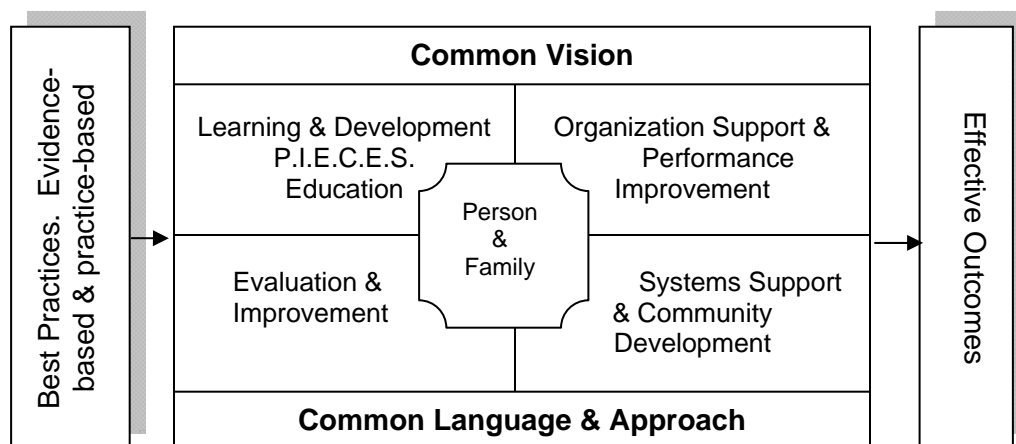 Best Practices.  Evidence-
based & practice-based
Common Vision
Learning & Development
P.I.E.C.E.S.
Education
Organization Support &
Performance
Improvement
Person
&
Family
Evaluation &
Improvement
Systems Support
& Community
Development
Common Language & Approach
Effective Outcomes